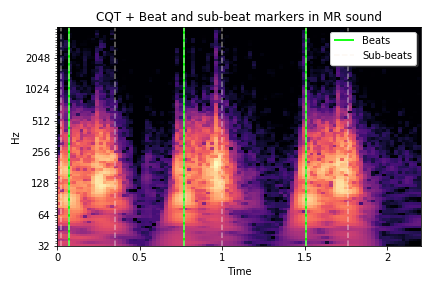 CQT + Beat and sub-beat markers in MR sound
Beats
Sub-beats
Hz
2048
1024
512
256
128
64
32
0
0.5
1
1.5
2
Time